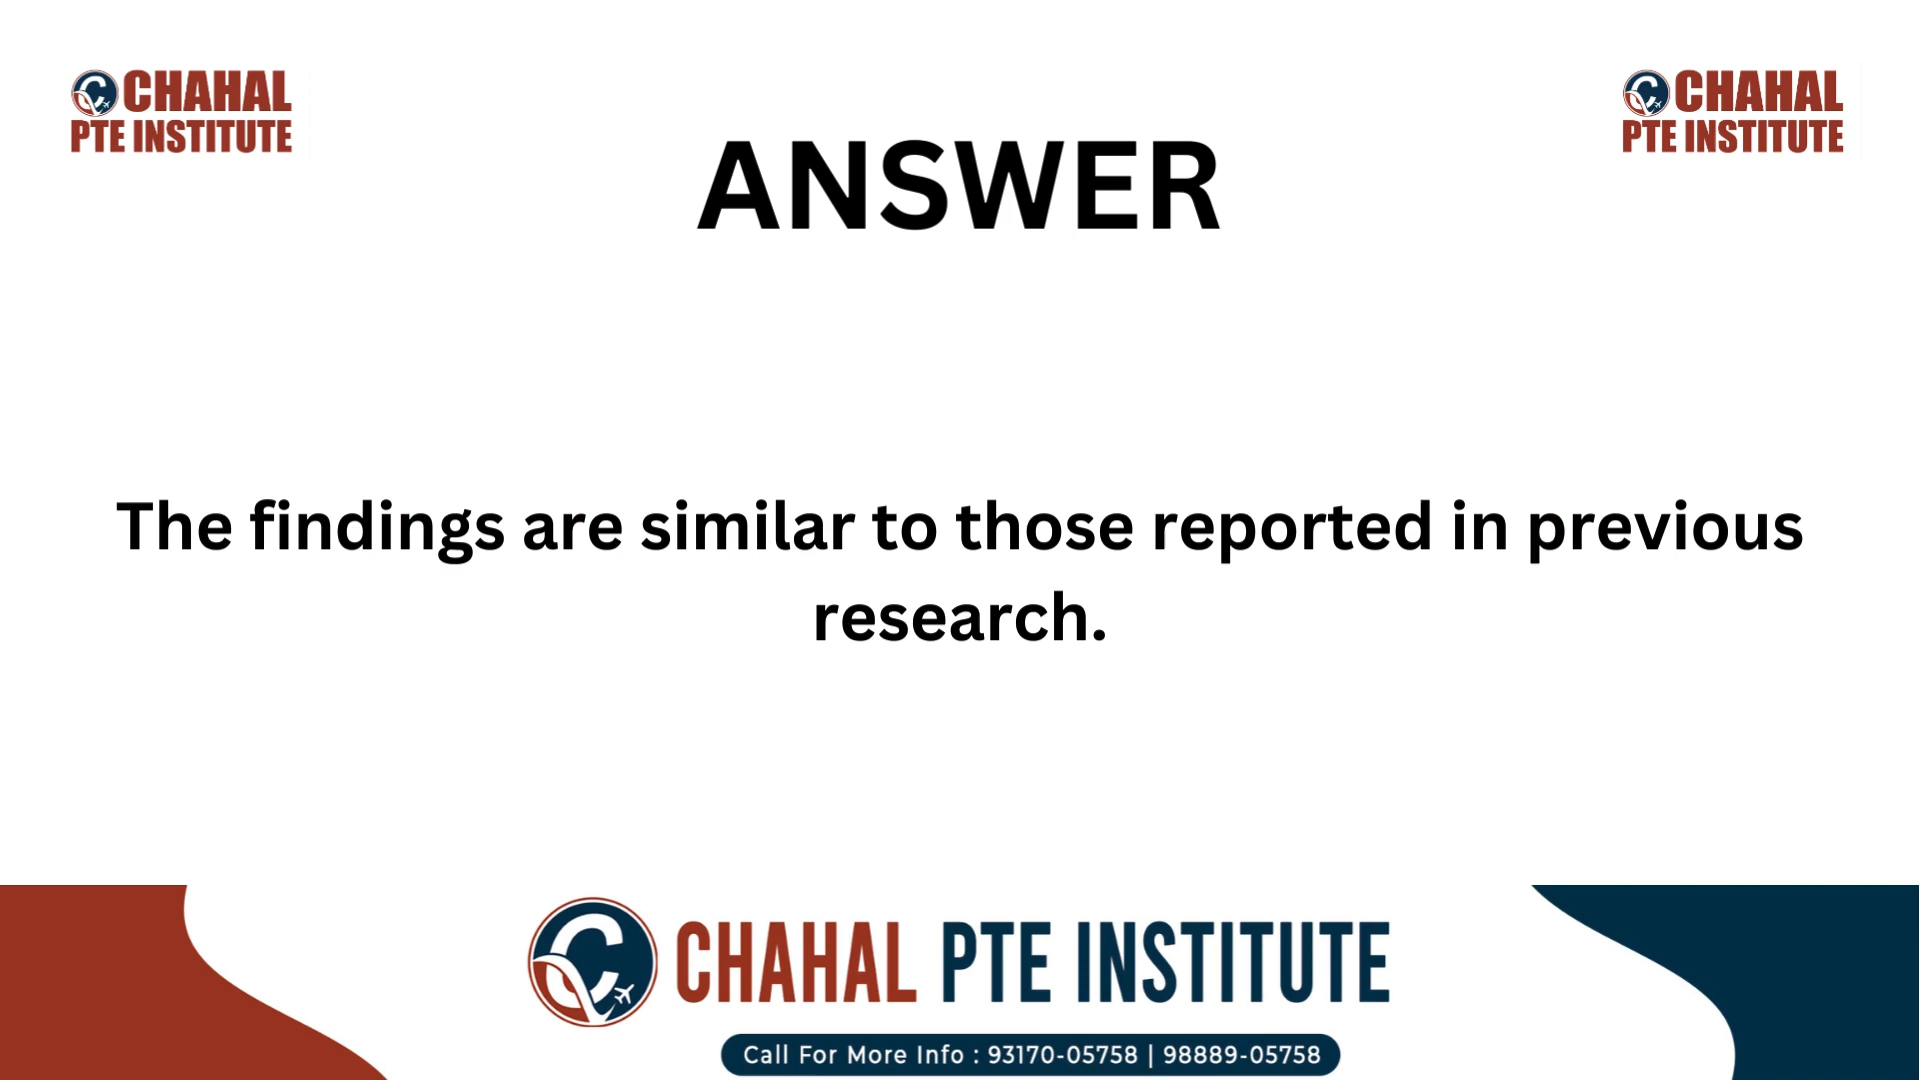 CHAHAL
PTE INSTITUTE
CHAHAL
PTE INSTITUTE
ANSWER
The findings are similar to those reported in previous
research.
CHAHAL PTE INSTITUTE
Call For More Info : 93170-05758 | 98889-05758